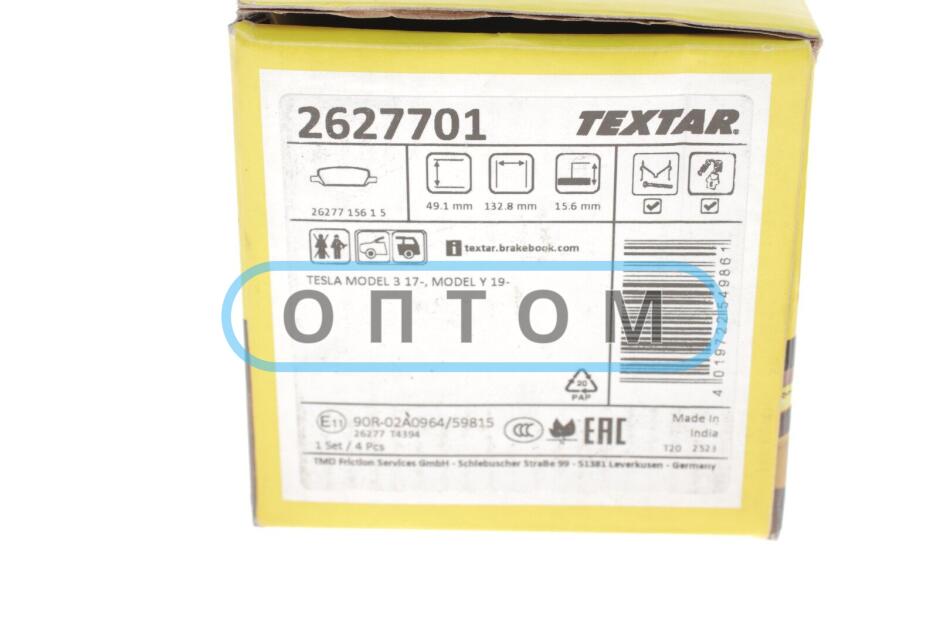 2627701
TEXTAR®
26277 156 1 5
49.1 mm
132.8 mm
15.6 mm
i textar.brakebook.com
TESLA MODEL 3 17-, MODEL Y 19-
ОПТОМ
4 019722 549861
20
PAP
E11 90R-02A0964/59815
26277 T4394
1 Set / 4 Pcs
CCC
EAC
Made In
India
T20 2523
TMD Friction Services GmbH - Schlebuscher Straße 99 - 51381 Leverkusen - Germany